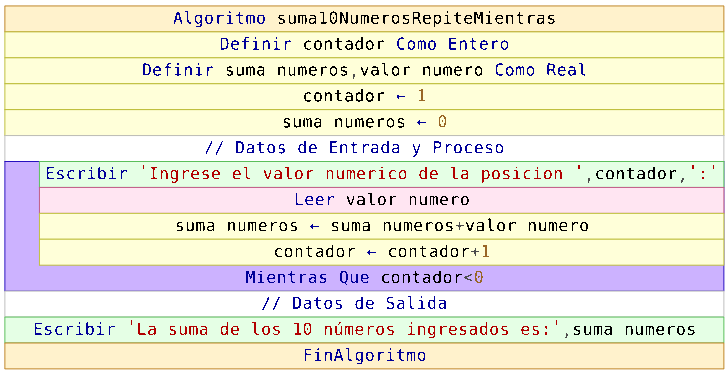 Algoritmo suma10NumerosRepiteMientras
Definir contador Como Entero
Definir suma numeros,valor numero Como Real
contador ← 1
suma numeros ← 0
// Datos de Entrada y Proceso
Escribir 'Ingrese el valor numerico de la posicion ',contador,':'
Leer valor numero
suma numeros ← suma numeros+valor numero
contador ← contador+1
Mientras Que contador<0
// Datos de Salida
Escribir 'La suma de los 10 números ingresados es:',suma numeros
FinAlgoritmo